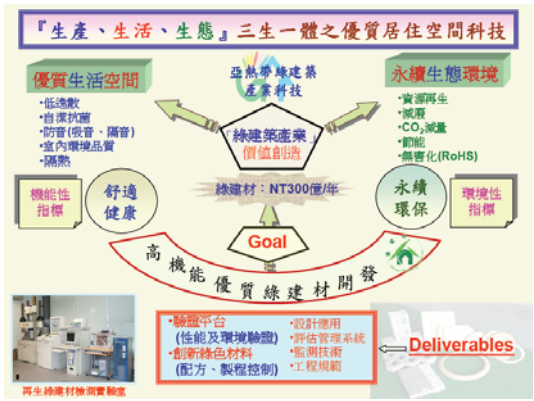 『生產、生活、生態』三生一體之優質居住空間科技
優質生活空間
•低逸散
•自潔抗菌
•防音(吸音、隔音)
•室內環境品質
•隔熱
亞熱帶綠建築
產業科技
永續生態環境
•資源再生
•減廢
•CO₂減量
•節能
•無害化(RoHS)
「綠建築產業」
價值創造
機能性
指標
舒適
健康
綠建材：NT300億/年
永續
環保
環境性
指標
Goal
高機能優質綠建材開發
•驗證平台
(性能及環境驗證)
•創新綠色材料
(配方、製程控制)
•設計應用
•評估管理系統
•監測技術
•工程規範
Deliverables
再生綠建材檢測實驗室